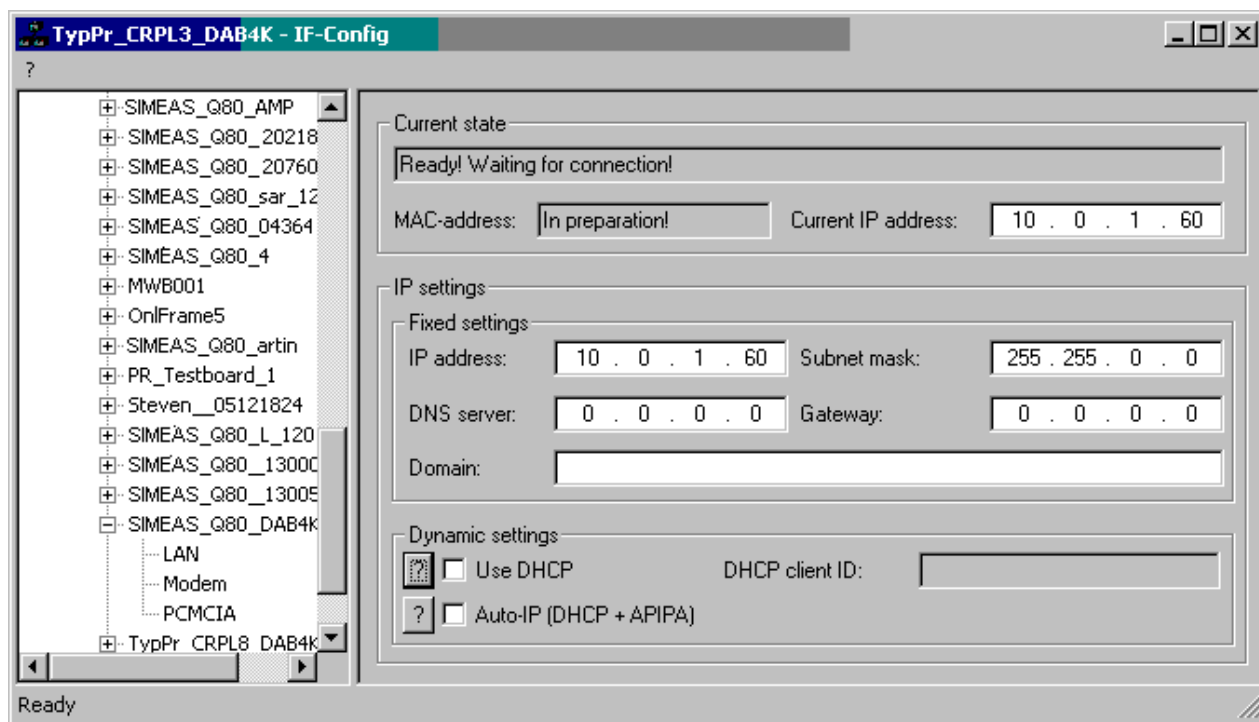 TypPr_CRPL3_DAB4K - IF-Config
?
SIMEAS_Q80_AMP
SIMEAS_Q80_20218
SIMEAS_Q80_20760
SIMEAS_Q80_sar_12
SIMEAS_Q80_04364
SIMEAS_Q80_4
MWB001
OnlFrame5
SIMEAS_Q80_artin
PR_Testboard_1
Steven__05121824
SIMEAS_Q80_L_120
SIMEAS_Q80__13000
SIMEAS_Q80__13005
SIMEAS_Q80_DAB4K
LAN
Modem
PCMCIA
TypPr_CRPL8_DAB4K
Current state
Ready! Waiting for connection!
MAC-address: In preparation! Current IP address: 10 . 0 . 1 . 60
IP settings
Fixed settings
IP address: 10 . 0 . 1 . 60 Subnet mask: 255 . 255 . 0 . 0
DNS server: 0 . 0 . 0 . 0 Gateway: 0 . 0 . 0 . 0
Domain:
Dynamic settings
? Use DHCP DHCP client ID:
? Auto-IP (DHCP + APIPA)
Ready